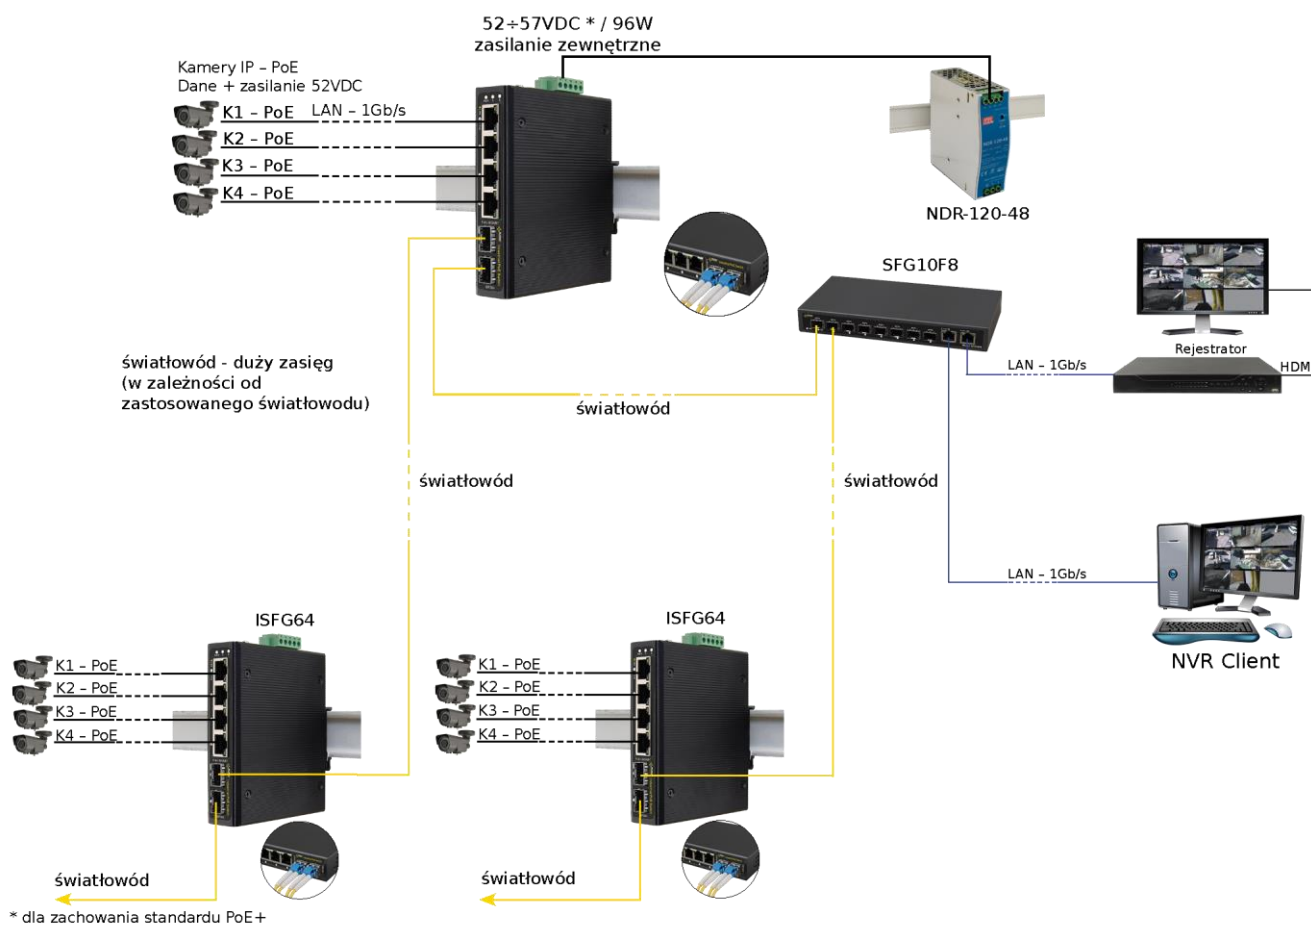 52÷57VDC * / 96W
zasilanie zewnętrzne
Kamery IP – PoE
Dane + zasilanie 52VDC
K1 – PoE LAN – 1Gb/s
K2 – PoE
K3 – PoE
K4 – PoE
NDR-120-48
SFG10F8
Rejestrator
LAN – 1Gb/s
HDM
światłowód - duży zasięg
(w zależności od
zastosowanego światłowodu)
światłowód
światłowód
światłowód
LAN – 1Gb/s
NVR Client
ISFG64
K1 – PoE
K2 – PoE
K3 – PoE
K4 – PoE
światłowód
ISFG64
K1 – PoE
K2 – PoE
K3 – PoE
K4 – PoE
światłowód
* dla zachowania standardu PoE+